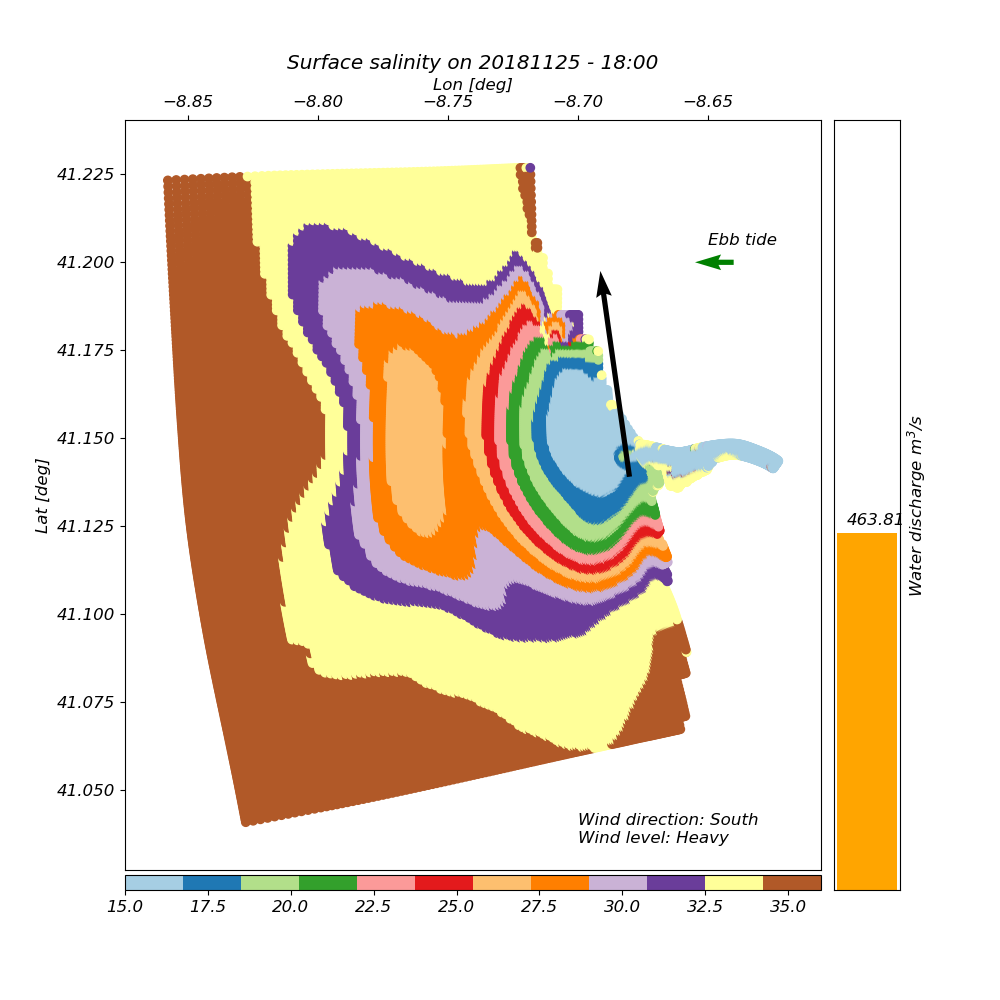 Surface salinity on 20181125 - 18:00
Lon [deg]
−8.85 −8.80 −8.75 −8.70 −8.65
41.225
41.200
41.175
41.150
41.125
41.100
41.075
41.050
Lat [deg]
Ebb tide
Wind direction: South
Wind level: Heavy
463.81
Water discharge m³/s
15.0 17.5 20.0 22.5 25.0 27.5 30.0 32.5 35.0